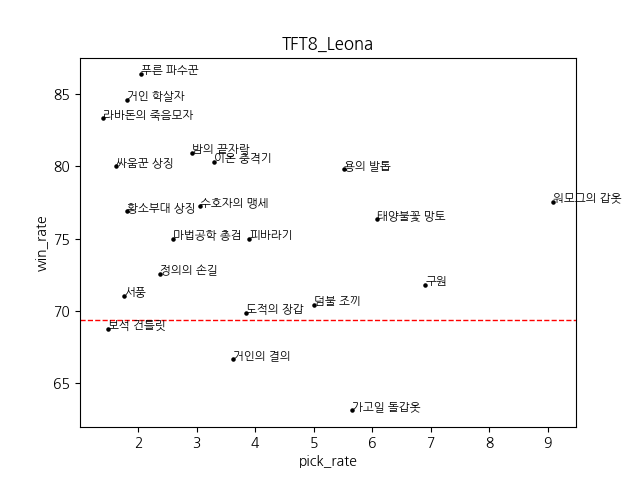 TFT8_Leona
win_rate
85
80
75
70
65
푸른 파수꾼
거인 학살자
라바돈의 죽음모자
밤의 끝자락
이온 충격기
싸움꾼 상징
용의 발톱
워모그의 갑옷
수호자의 맹세
황소부대 상징
태양불꽃 망토
마법공학 총검
피바라기
정의의 손길
구원
서풍
덤불 조끼
도적의 장갑
보석 건틀릿
거인의 결의
가고일 돌갑옷
2 3 4 5 6 7 8 9
pick_rate